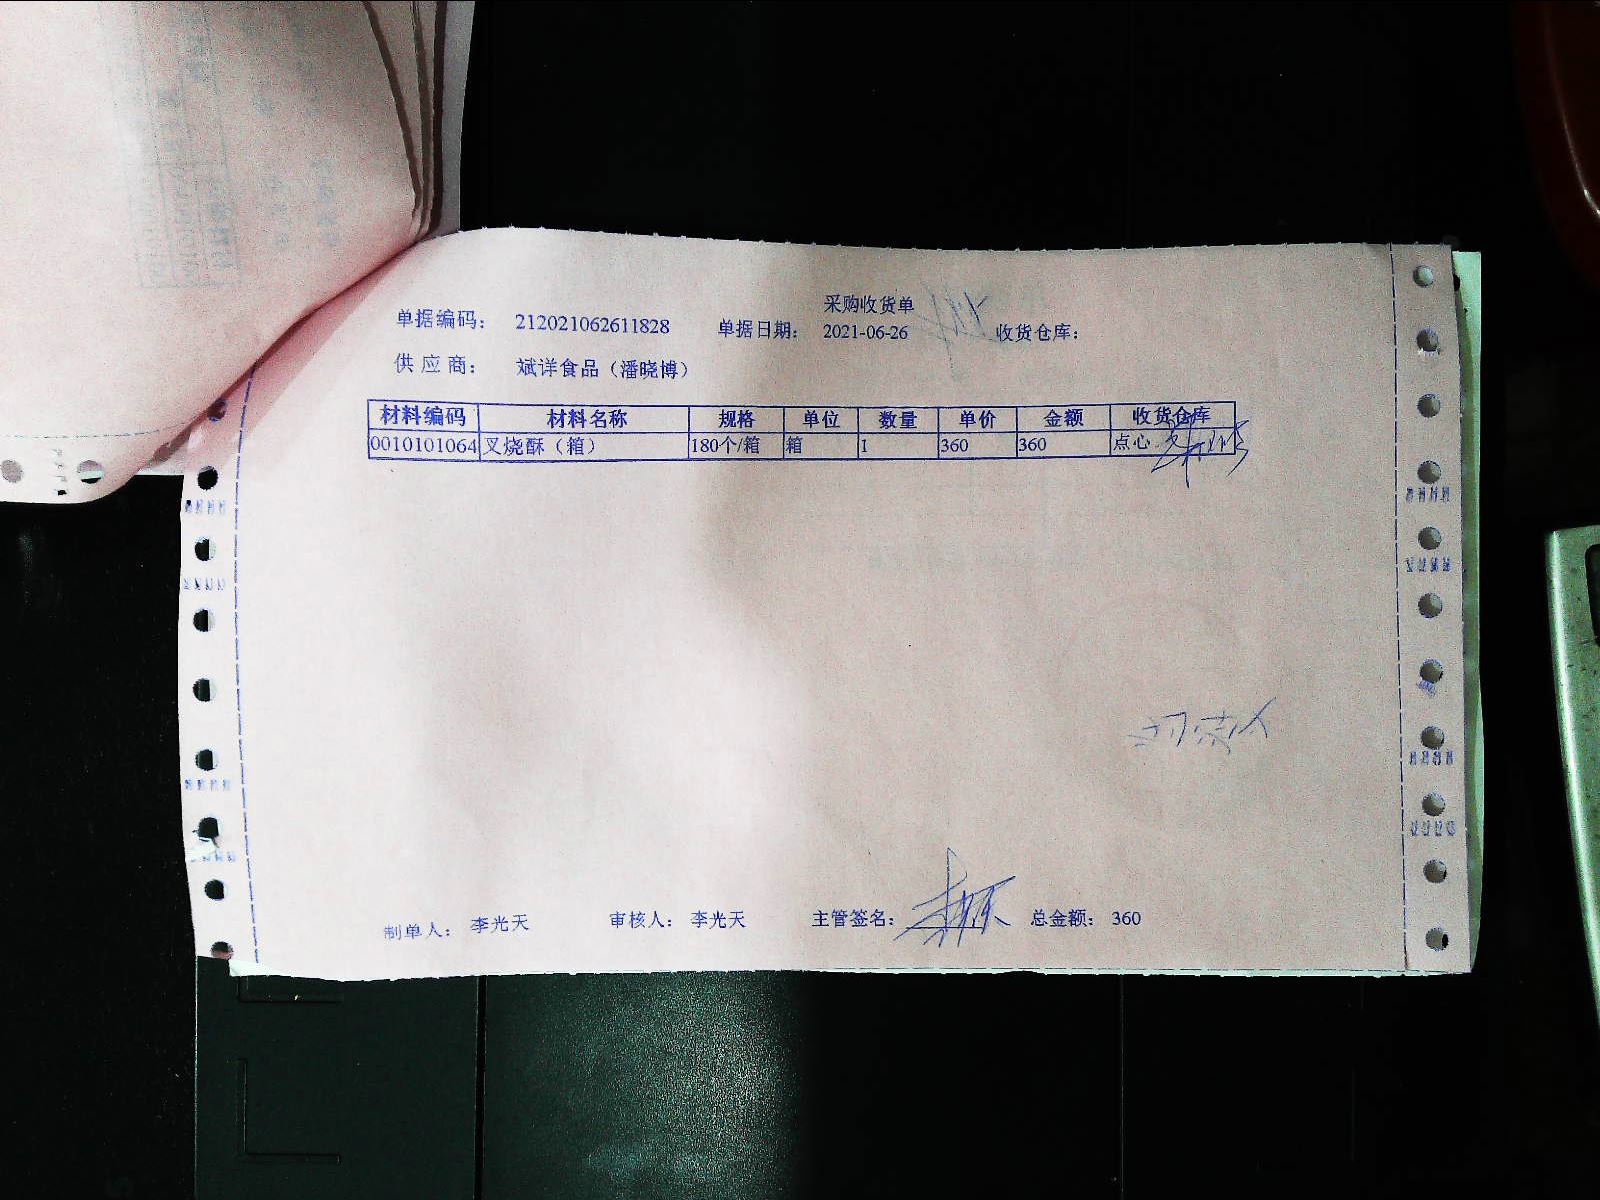 采购收货单
单据编码： 212021062611828 单据日期： 2021-06-26 收货仓库：
供 应 商： 斌洋食品（潘晓博）
材料编码 材料名称 规格 单位 数量 单价 金额 收货仓库
0010101064 叉烧酥（箱） 180个/箱 箱 1 360 360 点心
制单人： 李光天 审核人： 李光天 主管签名： 总金额： 360